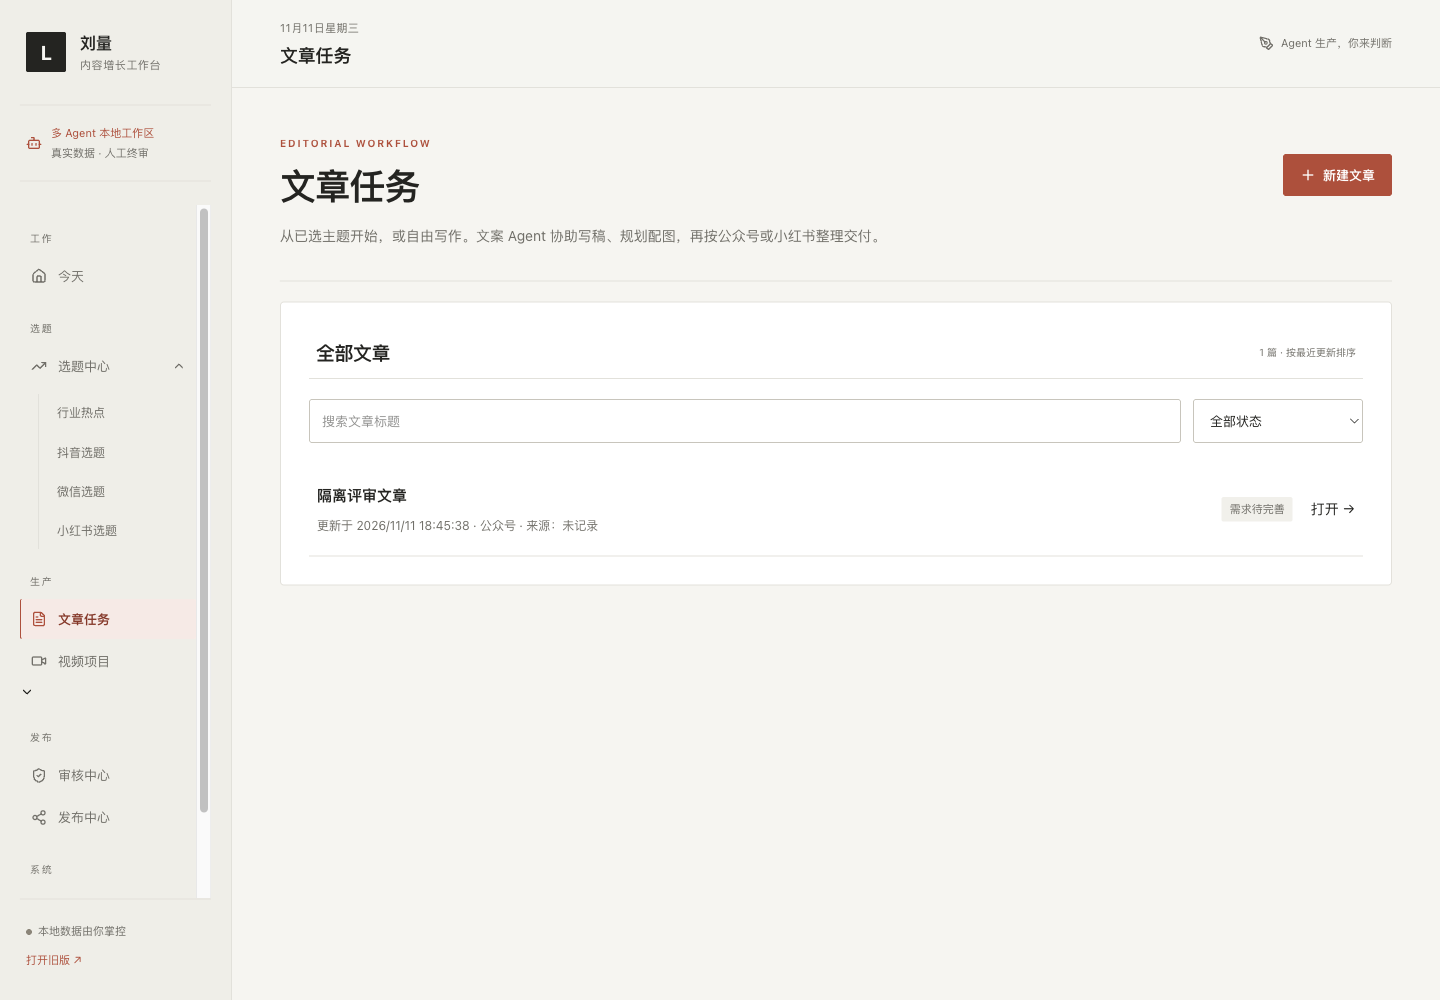 L
刘量
内容增长工作台
多 Agent 本地工作区
真实数据 · 人工终审
工作
今天
选题
选题中心
行业热点
抖音选题
微信选题
小红书选题
生产
文章任务
视频项目
发布
审核中心
发布中心
系统
本地数据由你掌控
打开旧版 ↗
11月11日星期三
文章任务
Agent 生产，你来判断
EDITORIAL WORKFLOW
文章任务
新建文章
从已选主题开始，或自由写作。文案 Agent 协助写稿、规划配图，再按公众号或小红书整理交付。
全部文章
1 篇 · 按最近更新排序
搜索文章标题
全部状态
隔离评审文章
更新于 2026/11/11 18:45:38 · 公众号 · 来源：未记录
需求待完善
打开 →